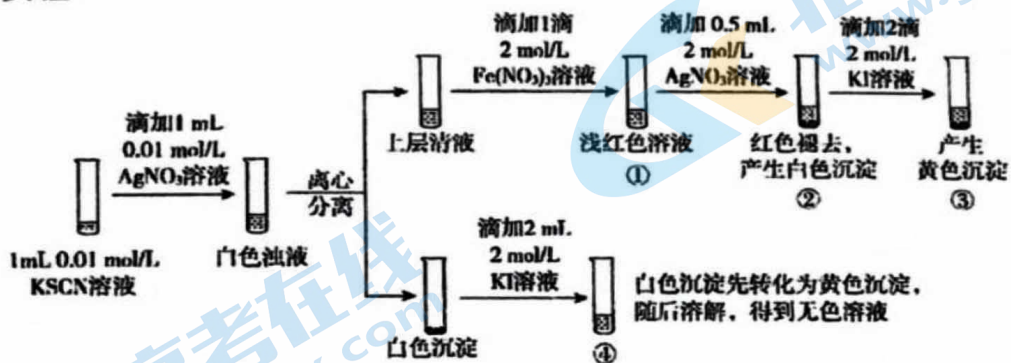 滴加1滴
2 mol/L
Fe(NO₃)₃溶液
滴加 0.5 mL
2 mol/L
AgNO₃溶液
滴加2滴
2 mol/L
KI溶液
上层清液
浅红色溶液
①
红色褪去，
产生白色沉淀
②
产生
黄色沉淀
③
滴加1 mL
0.01 mol/L
AgNO₃溶液
离心
分离
1mL 0.01 mol/L
KSCN溶液
白色浊液
滴加2 mL
2 mol/L
KI溶液
白色沉淀
④
白色沉淀先转化为黄色沉淀，
随后溶解，得到无色溶液
考在线